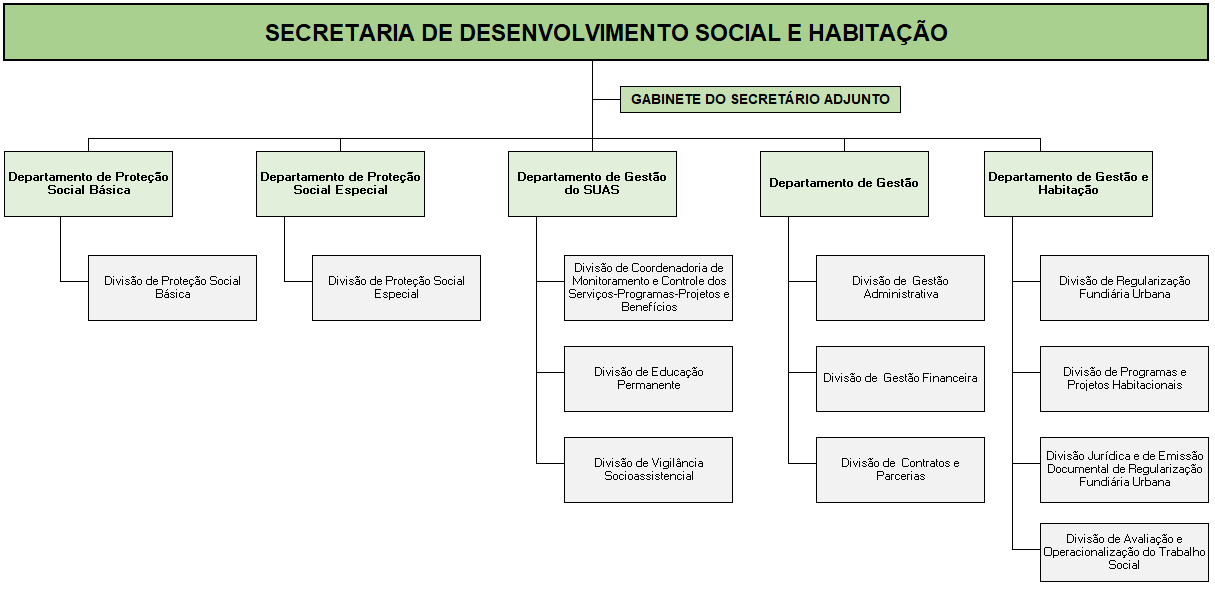 SECRETARIA DE DESENVOLVIMENTO SOCIAL E HABITAÇÃO
GABINETE DO SECRETÁRIO ADJUNTO
Departamento de Proteção
Social Básica
Departamento de Proteção
Social Especial
Departamento de Gestão
do SUAS
Departamento de Gestão
Departamento de Gestão e
Habitação
Divisão de Proteção Social
Básica
Divisão de Proteção Social
Especial
Divisão de Coordenadoria de
Monitoramento e Controle dos
Serviços-Programas-Projetos e
Benefícios
Divisão de Gestão
Administrativa
Divisão de Regularização
Fundiária Urbana
Divisão de Educação
Permanente
Divisão de Gestão Financeira
Divisão de Programas e
Projetos Habitacionais
Divisão de Vigilância
Socioassistencial
Divisão de Contratos e
Parcerias
Divisão Jurídica e de Emissão
Documental de Regularização
Fundiária Urbana
Divisão de Avaliação e
Operacionalização do Trabalho
Social